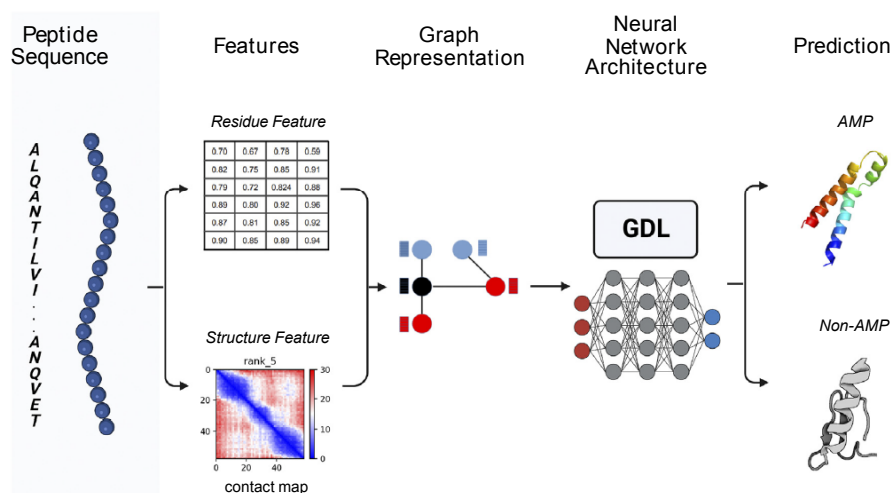 Peptide
Sequence
Features
Graph
Representation
Neural
Network
Architecture
Prediction
A
L
Q
A
N
T
I
L
V
I
.
.
.
A
N
Q
V
E
T
Residue Feature
0.70 0.67 0.78 0.59
0.82 0.75 0.85 0.91
0.79 0.72 0.824 0.88
0.89 0.80 0.92 0.96
0.87 0.81 0.85 0.92
0.90 0.85 0.89 0.94
Structure Feature
rank_5
0
20
40
0 20 40
30
20
10
0
contact map
GDL
AMP
Non-AMP